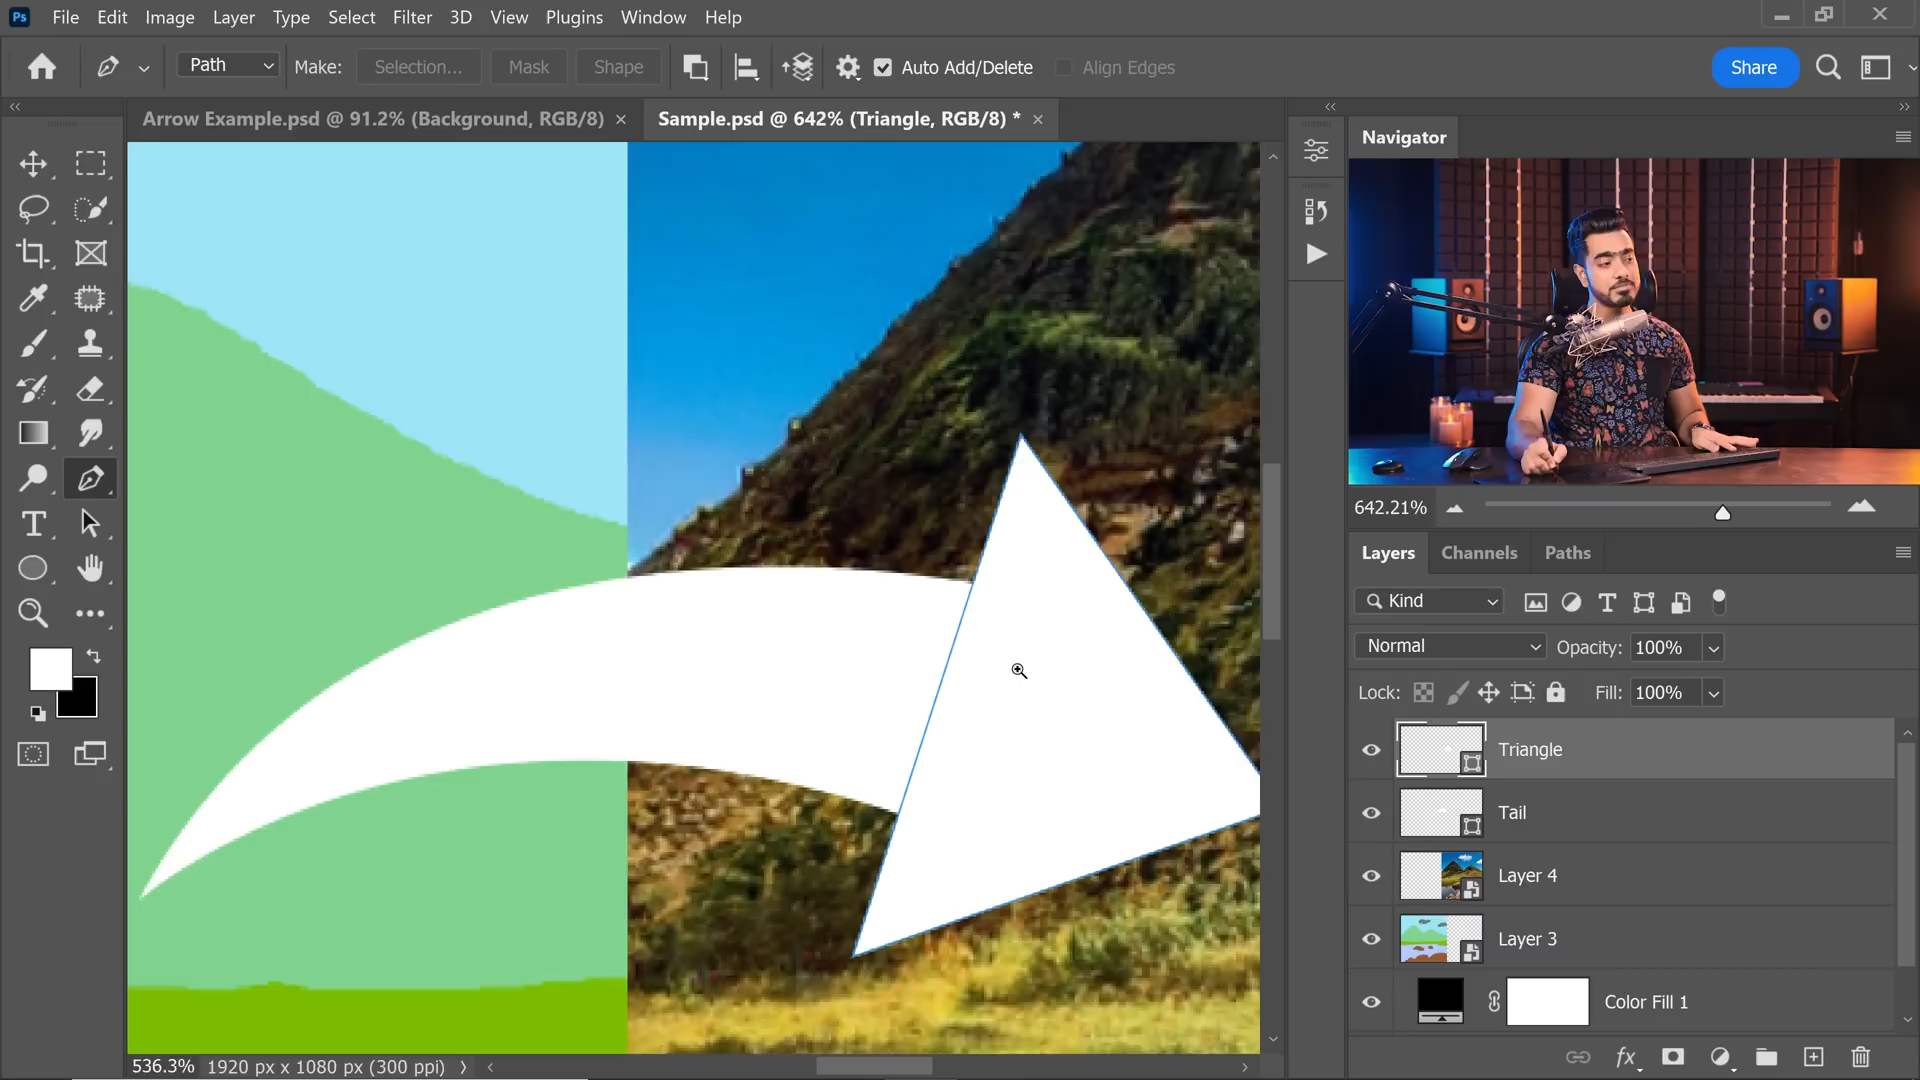 Ps File Edit Image Layer Type Select Filter 3D View Plugins Window Help
Path Make: Selection... Mask Shape Auto Add/Delete Align Edges Share
Arrow Example.psd @ 91.2% (Background, RGB/8) × Sample.psd @ 642% (Triangle, RGB/8) * ×
Navigator
642.21%
Layers Channels Paths
Kind
Normal Opacity: 100%
Lock: Fill: 100%
Triangle
Tail
Layer 4
Layer 3
Color Fill 1
536.3% 1920 px x 1080 px (300 ppi)